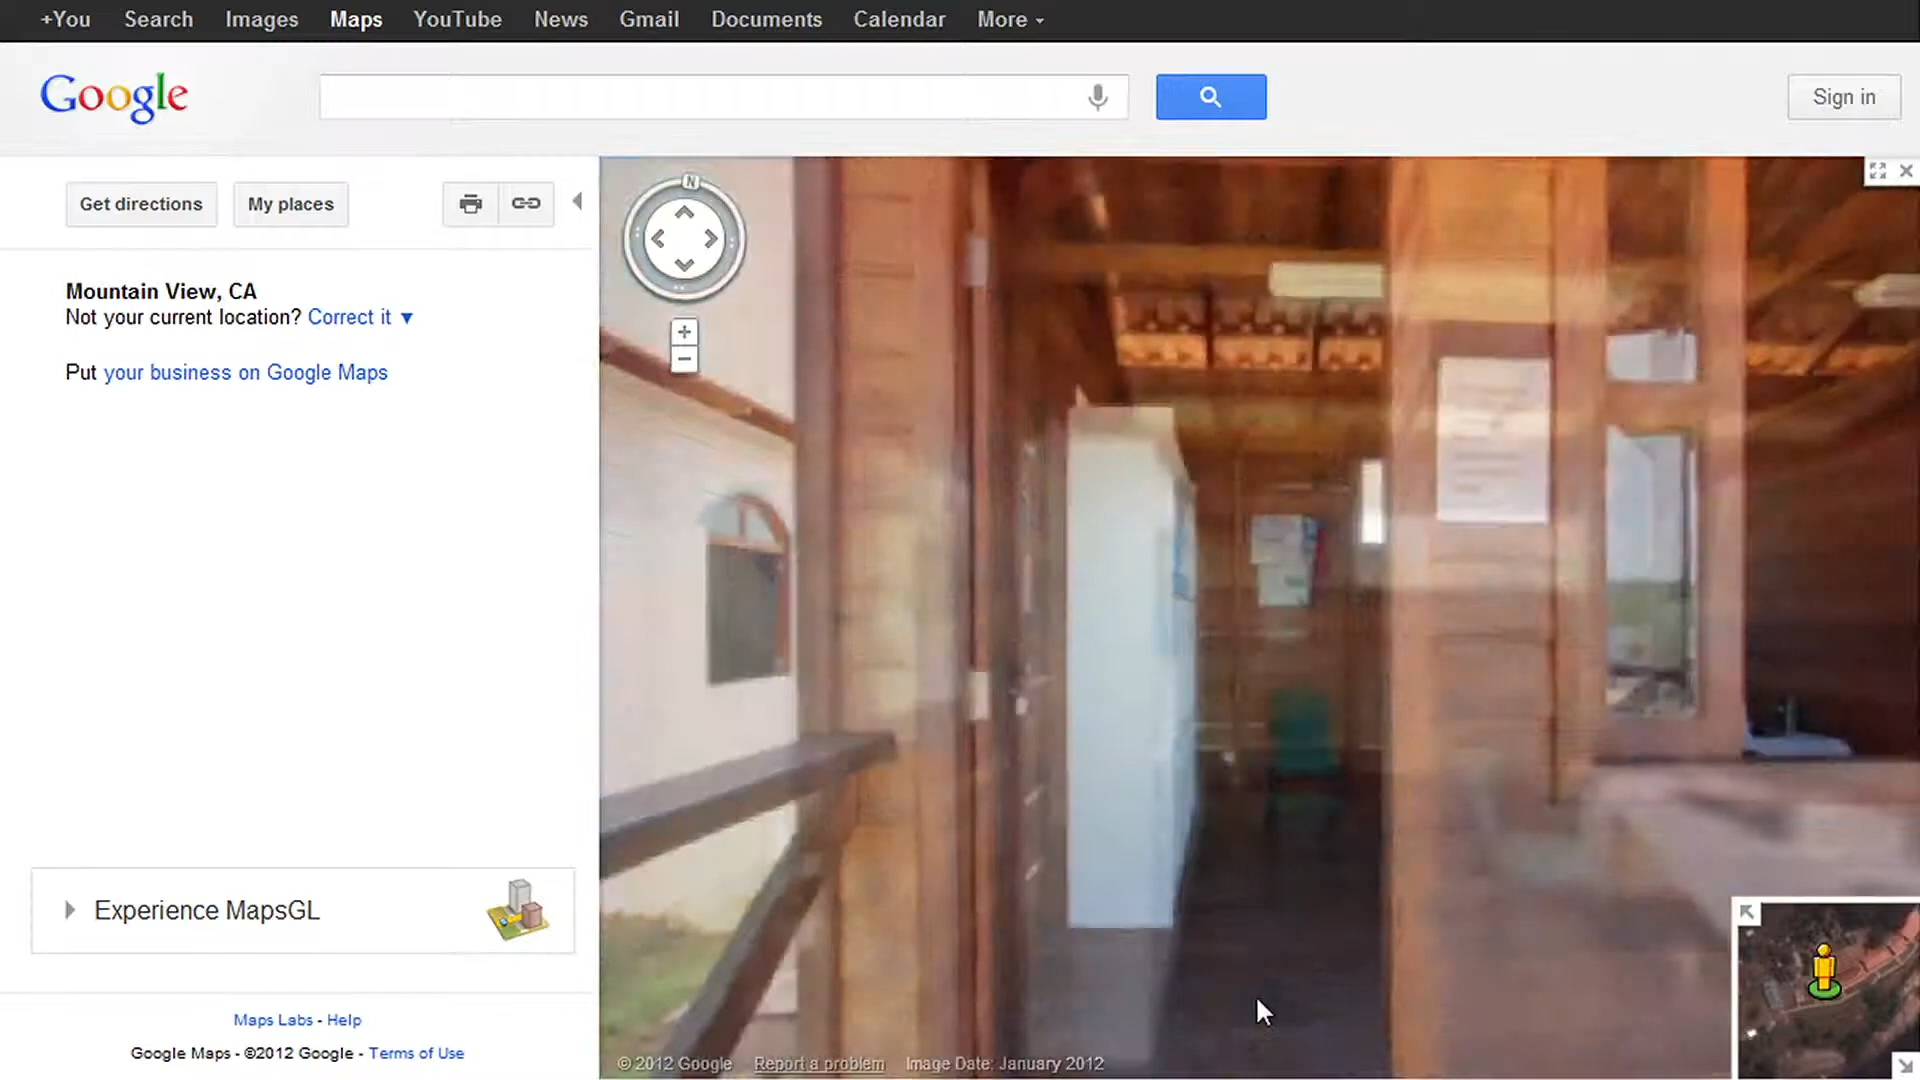 +You Search Images Maps YouTube News Gmail Documents Calendar More
Google
Sign in
Get directions My places
N
Mountain View, CA
Not your current location? Correct it ▼
Put your business on Google Maps
Experience MapsGL
Maps Labs - Help
Google Maps - ©2012 Google - Terms of Use
© 2012 Google Report a problem Image Date: January 2012